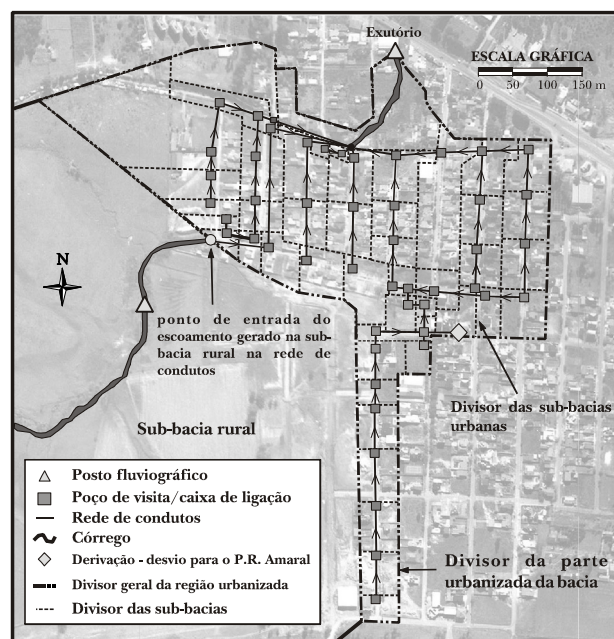 Exutório
ESCALA GRÁFICA
0 50 100 150 m
N
ponto de entrada do
escoamento gerado na sub-
bacia rural na rede de
condutos
Divisor das sub-bacias
urbanas
Sub-bacia rural
Posto fluviográfico
Poço de visita/caixa de ligação
Rede de condutos
Córrego
Derivação - desvio para o P.R. Amaral
Divisor geral da região urbanizada
Divisor das sub-bacias
Divisor da parte
urbanizada da bacia